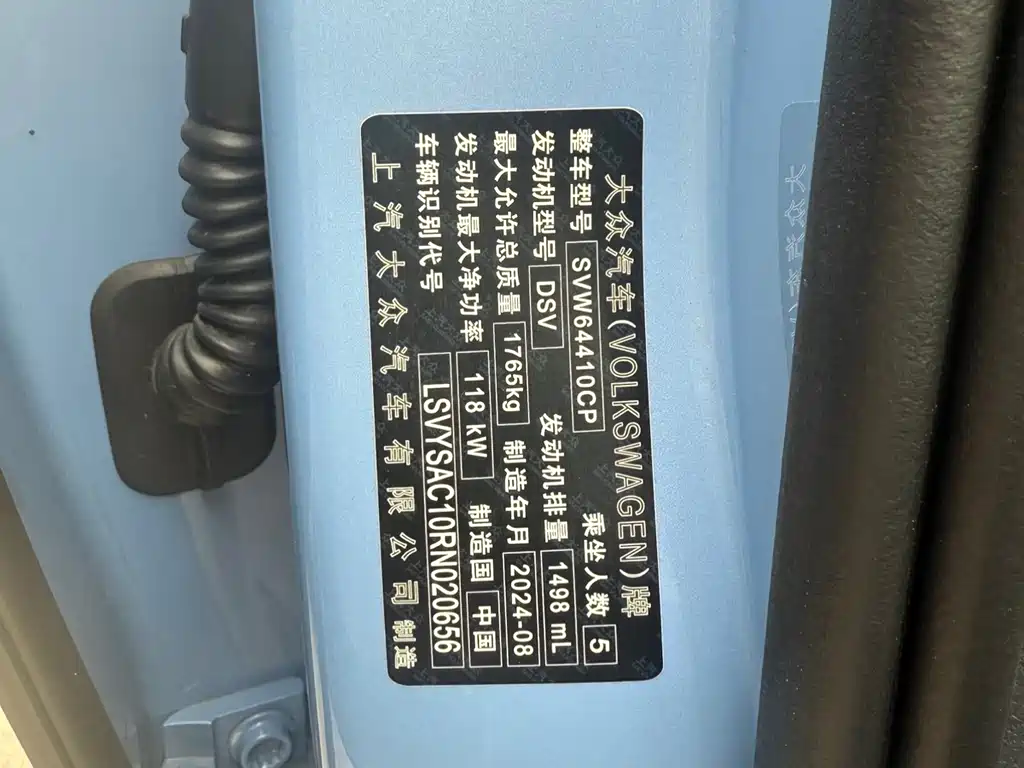 大众汽车(VOLKSWAGEN)牌
整车型号 SVW64410CP 乘坐人数 5
发动机型号 DSV 发动机排量 1498 mL
最大允许总质量 1765kg 制造年月 2024-08
发动机最大净功率 118 kW 制造国 中国
车辆识别代号 LSVYSAC10RN020656
上汽大众汽车有限公司制造